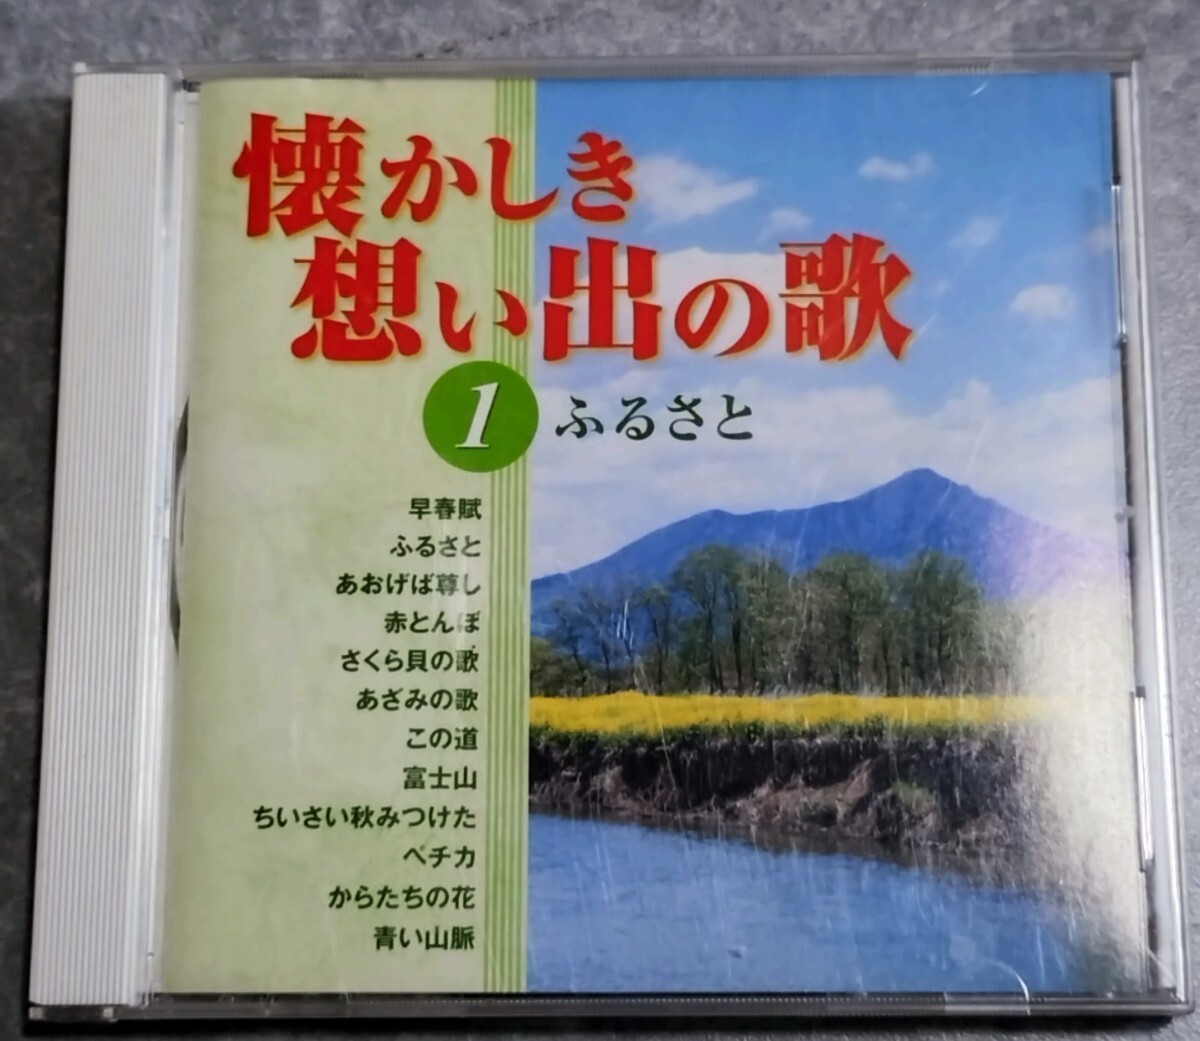 懐かしき
想い出の歌
1 ふるさと
早春賦
ふるさと
あおげば尊し
赤とんぼ
さくら貝の歌
あざみの歌
この道
富士山
ちいさい秋みつけた
ペチカ
からたちの花
青い山脈